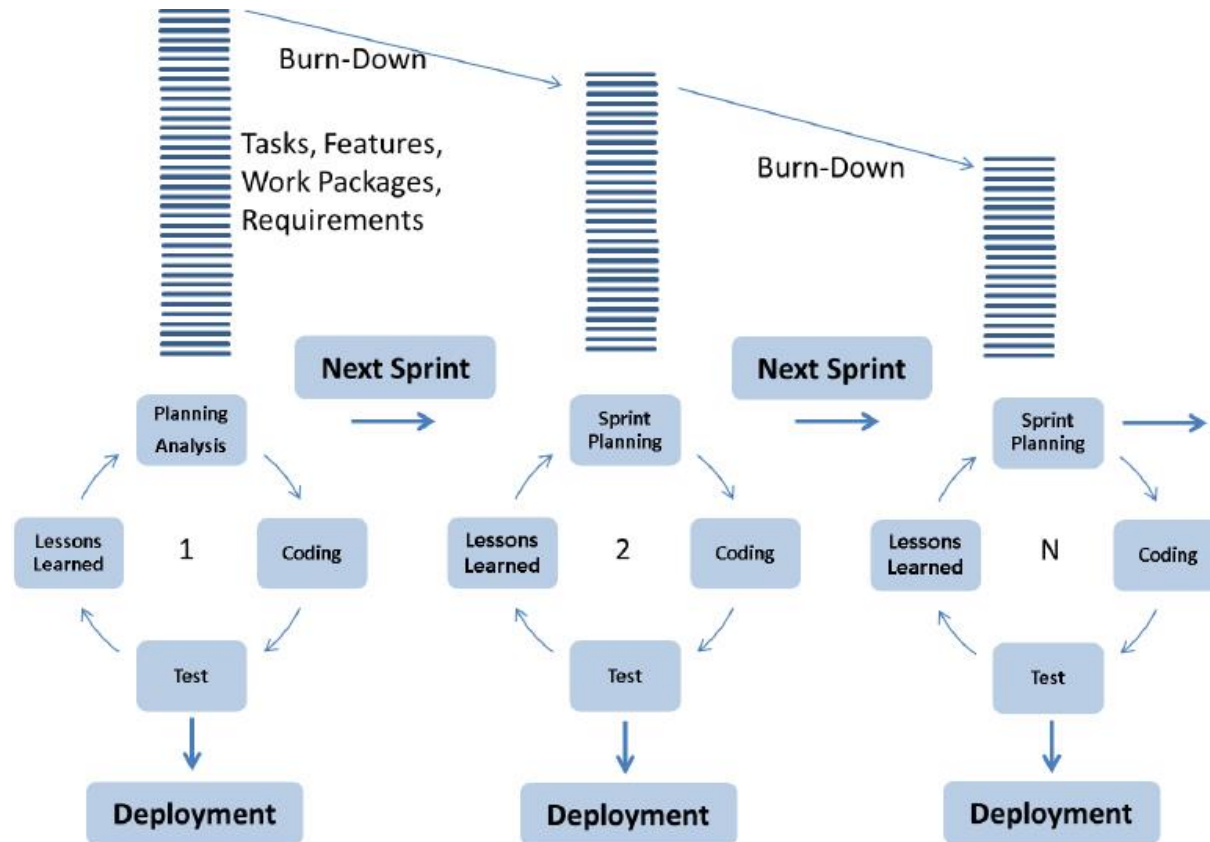 Burn-Down
Tasks, Features,
Work Packages,
Requirements
Burn-Down
Next Sprint
Next Sprint
Planning
Analysis
Lessons
Learned
1
Coding
Test
Deployment
Sprint
Planning
Lessons
Learned
2
Coding
Test
Deployment
Sprint
Planning
Lessons
Learned
N
Coding
Test
Deployment